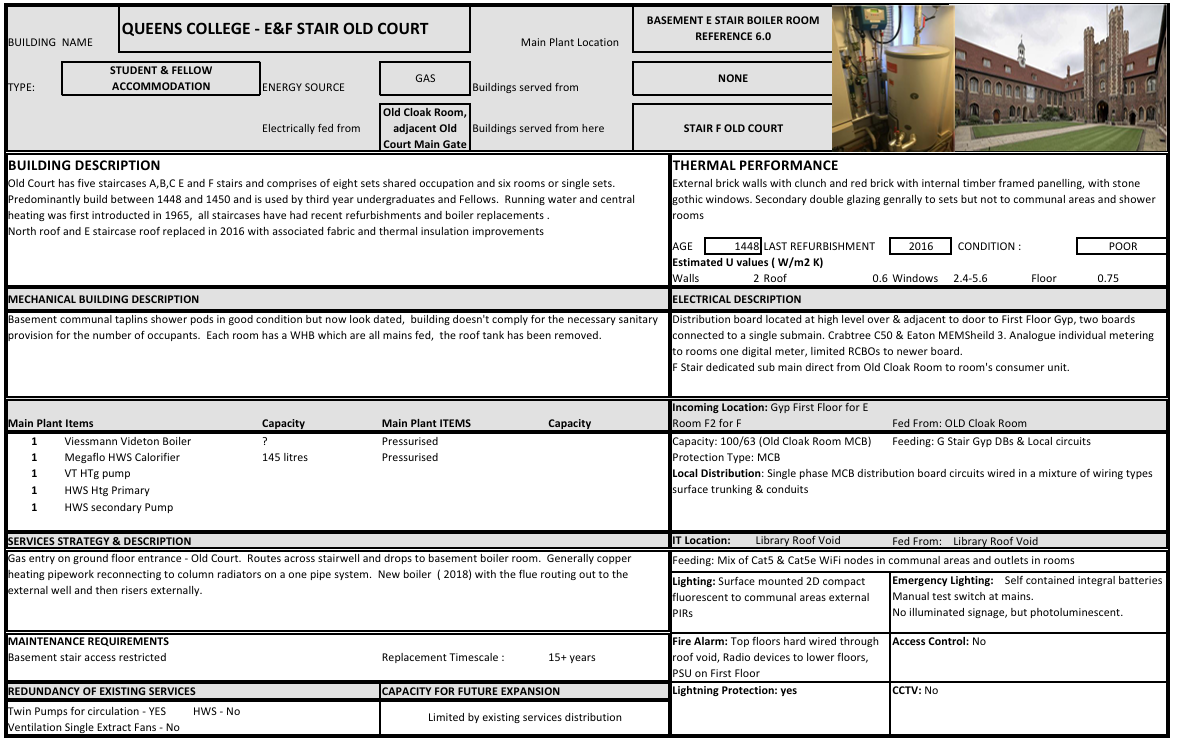 BUILDING NAME
QUEENS COLLEGE - E&F STAIR OLD COURT
Main Plant Location
BASEMENT E STAIR BOILER ROOM
REFERENCE 6.0
TYPE:
STUDENT & FELLOW
ACCOMMODATION
ENERGY SOURCE
GAS
Buildings served from
NONE
Electrically fed from
Old Cloak Room,
adjacent Old
Court Main Gate
Buildings served from here
STAIR F OLD COURT
BUILDING DESCRIPTION
Old Court has five staircases A,B,C E and F stairs and comprises of eight sets shared occupation and six rooms or single sets.
Predominantly build between 1448 and 1450 and is used by third year undergraduates and Fellows. Running water and central
heating was first introduced in 1965, all staircases have had recent refurbishments and boiler replacements .
North roof and E staircase roof replaced in 2016 with associated fabric and thermal insulation improvements
THERMAL PERFORMANCE
External brick walls with clunch and red brick with internal timber framed panelling, with stone
gothic windows. Secondary double glazing genrally to sets but not to communal areas and shower
rooms
AGE 1448 LAST REFURBISHMENT 2016 CONDITION : POOR
Estimated U values ( W/m2 K)
Walls 2 Roof 0.6 Windows 2.4-5.6 Floor 0.75
MECHANICAL BUILDING DESCRIPTION
Basement communal taplins shower pods in good condition but now look dated, building doesn't comply for the necessary sanitary
provision for the number of occupants. Each room has a WHB which are all mains fed, the roof tank has been removed.
ELECTRICAL DESCRIPTION
Distribution board located at high level over & adjacent to door to First Floor Gyp, two boards
connected to a single submain. Crabtree C50 & Eaton MEMSheild 3. Analogue individual metering
to rooms one digital meter, limited RCBOs to newer board.
F Stair dedicated sub main direct from Old Cloak Room to room's consumer unit.
Main Plant Items Capacity Main Plant ITEMS Capacity
1 Viessmann Videton Boiler ? Pressurised
1 Megaflo HWS Calorifier 145 litres Pressurised
1 VT HTg pump
1 HWS Htg Primary
1 HWS secondary Pump
Incoming Location: Gyp First Floor for E
Room F2 for F Fed From: OLD Cloak Room
Capacity: 100/63 (Old Cloak Room MCB) Feeding: G Stair Gyp DBs & Local circuits
Protection Type: MCB
Local Distribution: Single phase MCB distribution board circuits wired in a mixture of wiring types
surface trunking & conduits
SERVICES STRATEGY & DESCRIPTION
Gas entry on ground floor entrance - Old Court. Routes across stairwell and drops to basement boiler room. Generally copper
heating pipework reconnecting to column radiators on a one pipe system. New boiler ( 2018) with the flue routing out to the
external well and then risers externally.
IT Location: Library Roof Void Fed From: Library Roof Void
Feeding: Mix of Cat5 & Cat5e WiFi nodes in communal areas and outlets in rooms
Lighting: Surface mounted 2D compact
fluorescent to communal areas external
PIRs
Emergency Lighting: Self contained integral batteries
Manual test switch at mains.
No illuminated signage, but photoluminescent.
MAINTENANCE REQUIREMENTS
Basement stair access restricted Replacement Timescale : 15+ years
Fire Alarm: Top floors hard wired through
roof void, Radio devices to lower floors,
PSU on First Floor
Access Control: No
REDUNDANCY OF EXISTING SERVICES
Twin Pumps for circulation - YES HWS - No
Ventilation Single Extract Fans - No
CAPACITY FOR FUTURE EXPANSION
Limited by existing services distribution
Lightning Protection: yes
CCTV: No